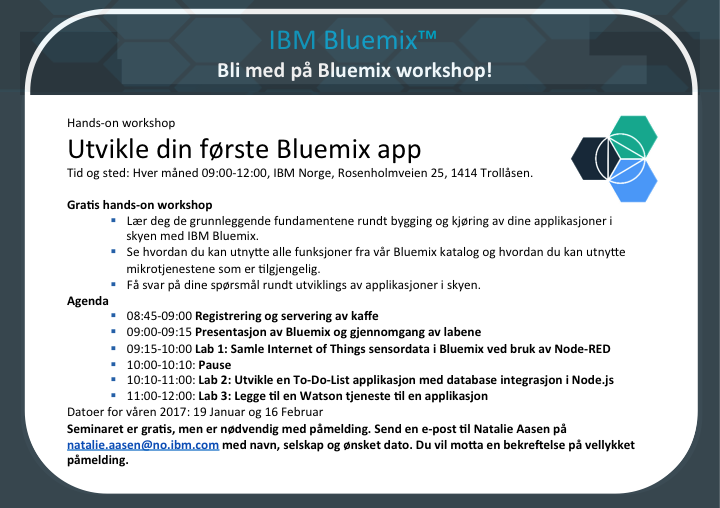 IBM Bluemix™
Bli med på Bluemix workshop!
Hands-on workshop
Utvikle din første Bluemix app
Tid og sted: Hver måned 09:00-12:00, IBM Norge, Rosenholmveien 25, 1414 Trollåsen.
Gratis hands-on workshop
▪ Lær deg de grunnleggende fundamentene rundt bygging og kjøring av dine applikasjoner i
skyen med IBM Bluemix.
▪ Se hvordan du kan utnytte alle funksjoner fra vår Bluemix katalog og hvordan du kan utnytte
mikrotjenestene som er tilgjengelig.
▪ Få svar på dine spørsmål rundt utviklings av applikasjoner i skyen.
Agenda
▪ 08:45-09:00 Registrering og servering av kaffe
▪ 09:00-09:15 Presentasjon av Bluemix og gjennomgang av labene
▪ 09:15-10:00 Lab 1: Samle Internet of Things sensordata i Bluemix ved bruk av Node-RED
▪ 10:00-10:10: Pause
▪ 10:10-11:00: Lab 2: Utvikle en To-Do-List applikasjon med database integrasjon i Node.js
▪ 11:00-12:00: Lab 3: Legge til en Watson tjeneste til en applikasjon
Datoer for våren 2017: 19 Januar og 16 Februar
Seminaret er gratis, men er nødvendig med påmelding. Send en e-post til Natalie Aasen på
natalie.aasen@no.ibm.com med navn, selskap og ønsket dato. Du vil motta en bekreftelse på vellykket
påmelding.